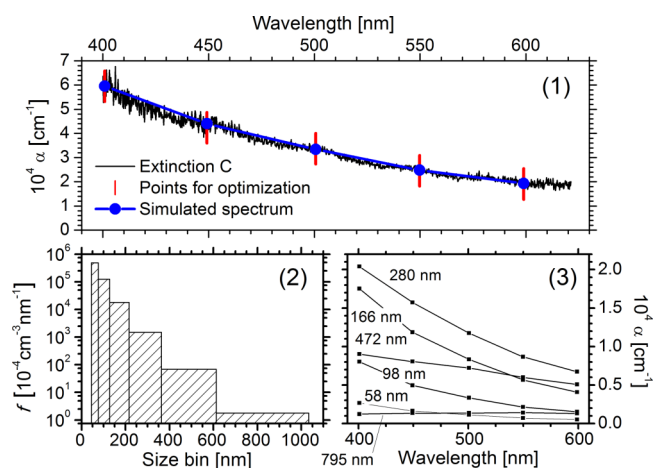 Wavelength [nm]
400 450 500 550 600
7
6
5
4
3
2
1
0
10⁴ α [cm⁻¹]
(1)
Extinction C
Points for optimization
Simulated spectrum
10⁶
10⁵
10⁴
10³
10²
10¹
10⁰
f [10⁻⁴cm⁻³nm⁻¹]
(2)
0 200 400 600 800 1000
Size bin [nm]
(3)
280 nm
166 nm
472 nm
98 nm
58 nm
795 nm
2.0
1.5
1.0
0.5
0.0
10⁴ α [cm⁻¹]
400 500 600
Wavelength [nm]